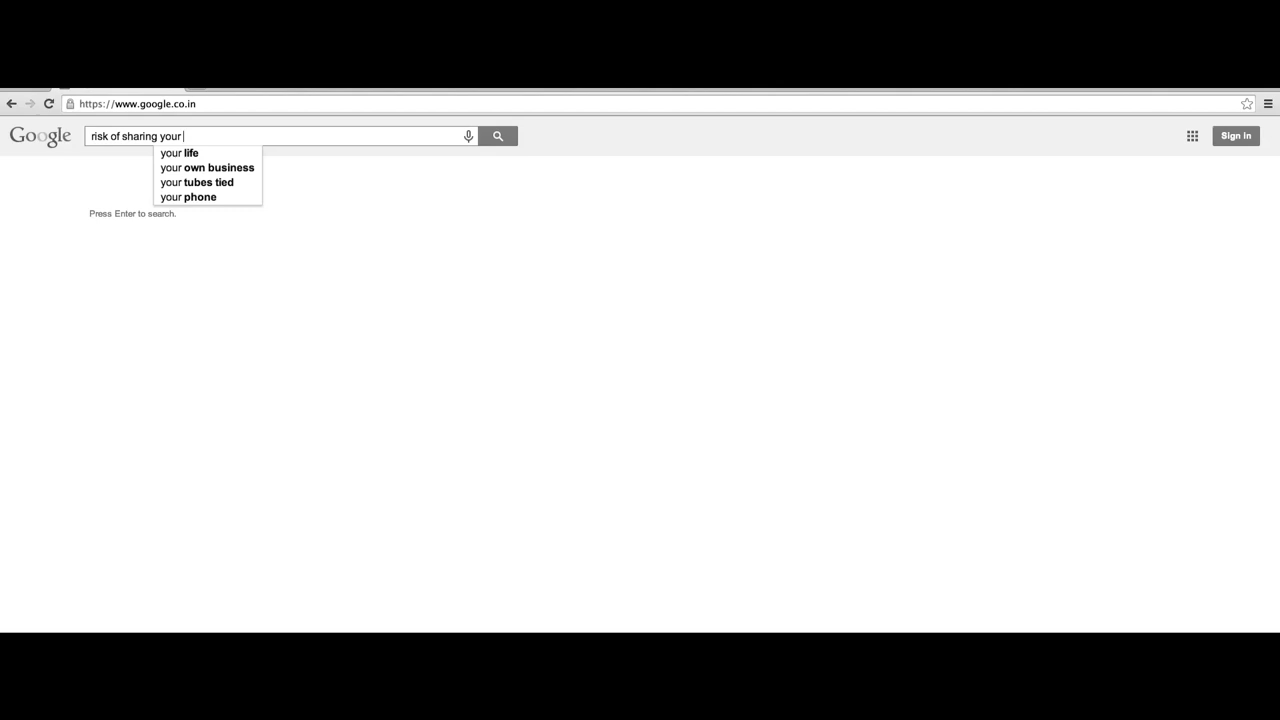 https://www.google.co.in
Google
risk of sharing your
Sign in
your life
your own business
your tubes tied
your phone
Press Enter to search.